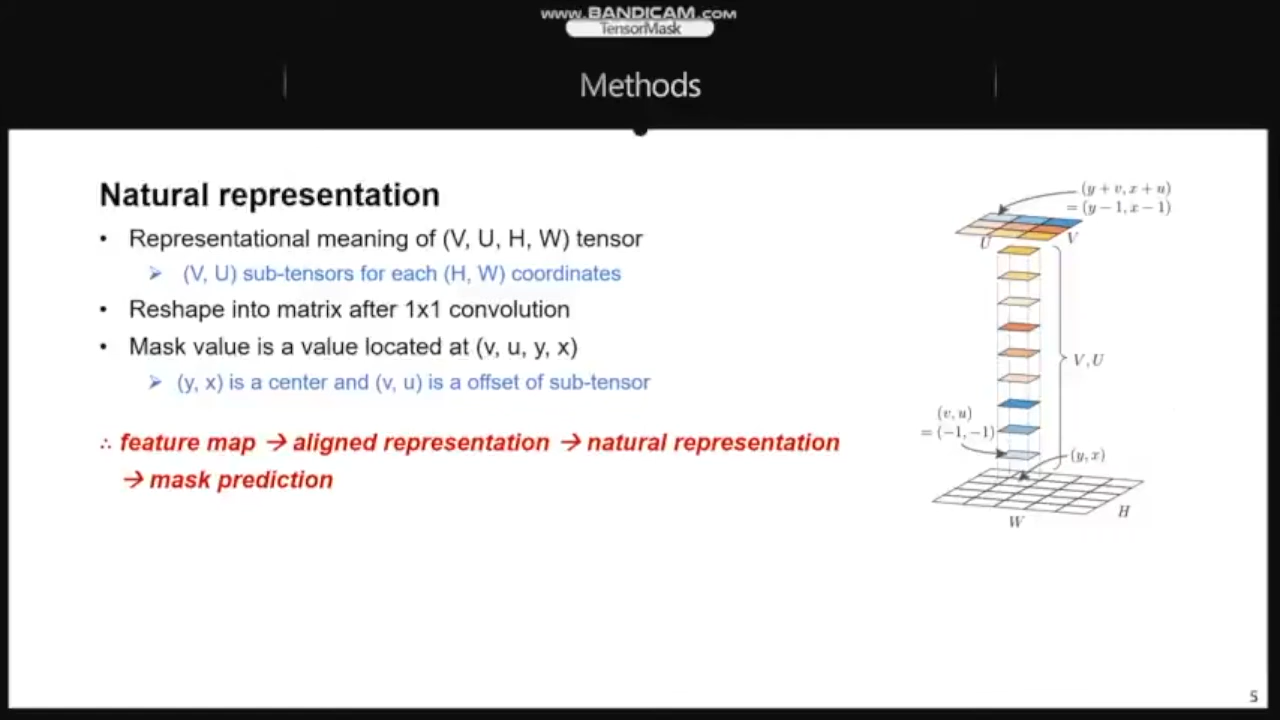 www.BANDICAM.com
TensorMask
Methods
Natural representation
• Representational meaning of (V, U, H, W) tensor
➢ (V, U) sub-tensors for each (H, W) coordinates
• Reshape into matrix after 1x1 convolution
• Mask value is a value located at (v, u, y, x)
➢ (y, x) is a center and (v, u) is a offset of sub-tensor
∴ feature map → aligned representation → natural representation
→ mask prediction
(y + v, x + u)
= (y − 1, x − 1)
U
V
V, U
(v, u)
= (−1, −1)
(y, x)
H
W
5